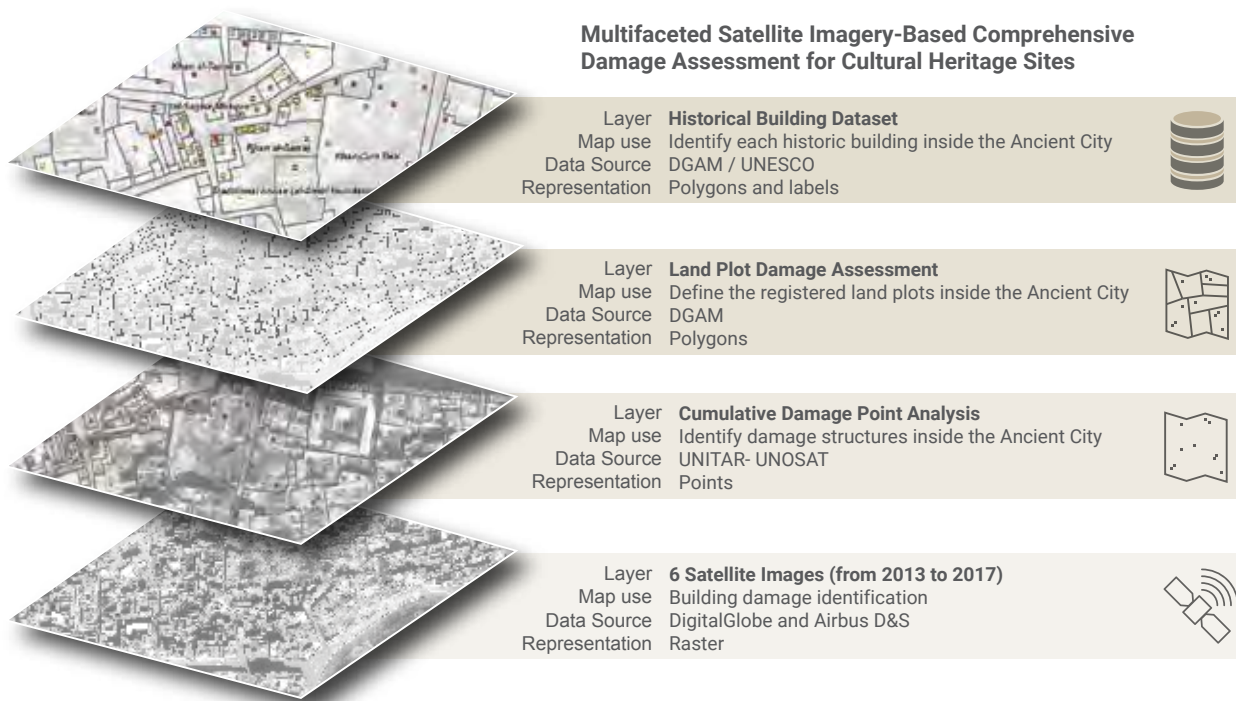 Multifaceted Satellite Imagery-Based Comprehensive
Damage Assessment for Cultural Heritage Sites
Layer Historical Building Dataset
Map use Identify each historic building inside the Ancient City
Data Source DGAM / UNESCO
Representation Polygons and labels
Layer Land Plot Damage Assessment
Map use Define the registered land plots inside the Ancient City
Data Source DGAM
Representation Polygons
Layer Cumulative Damage Point Analysis
Map use Identify damage structures inside the Ancient City
Data Source UNITAR- UNOSAT
Representation Points
Layer 6 Satellite Images (from 2013 to 2017)
Map use Building damage identification
Data Source DigitalGlobe and Airbus D&S
Representation Raster